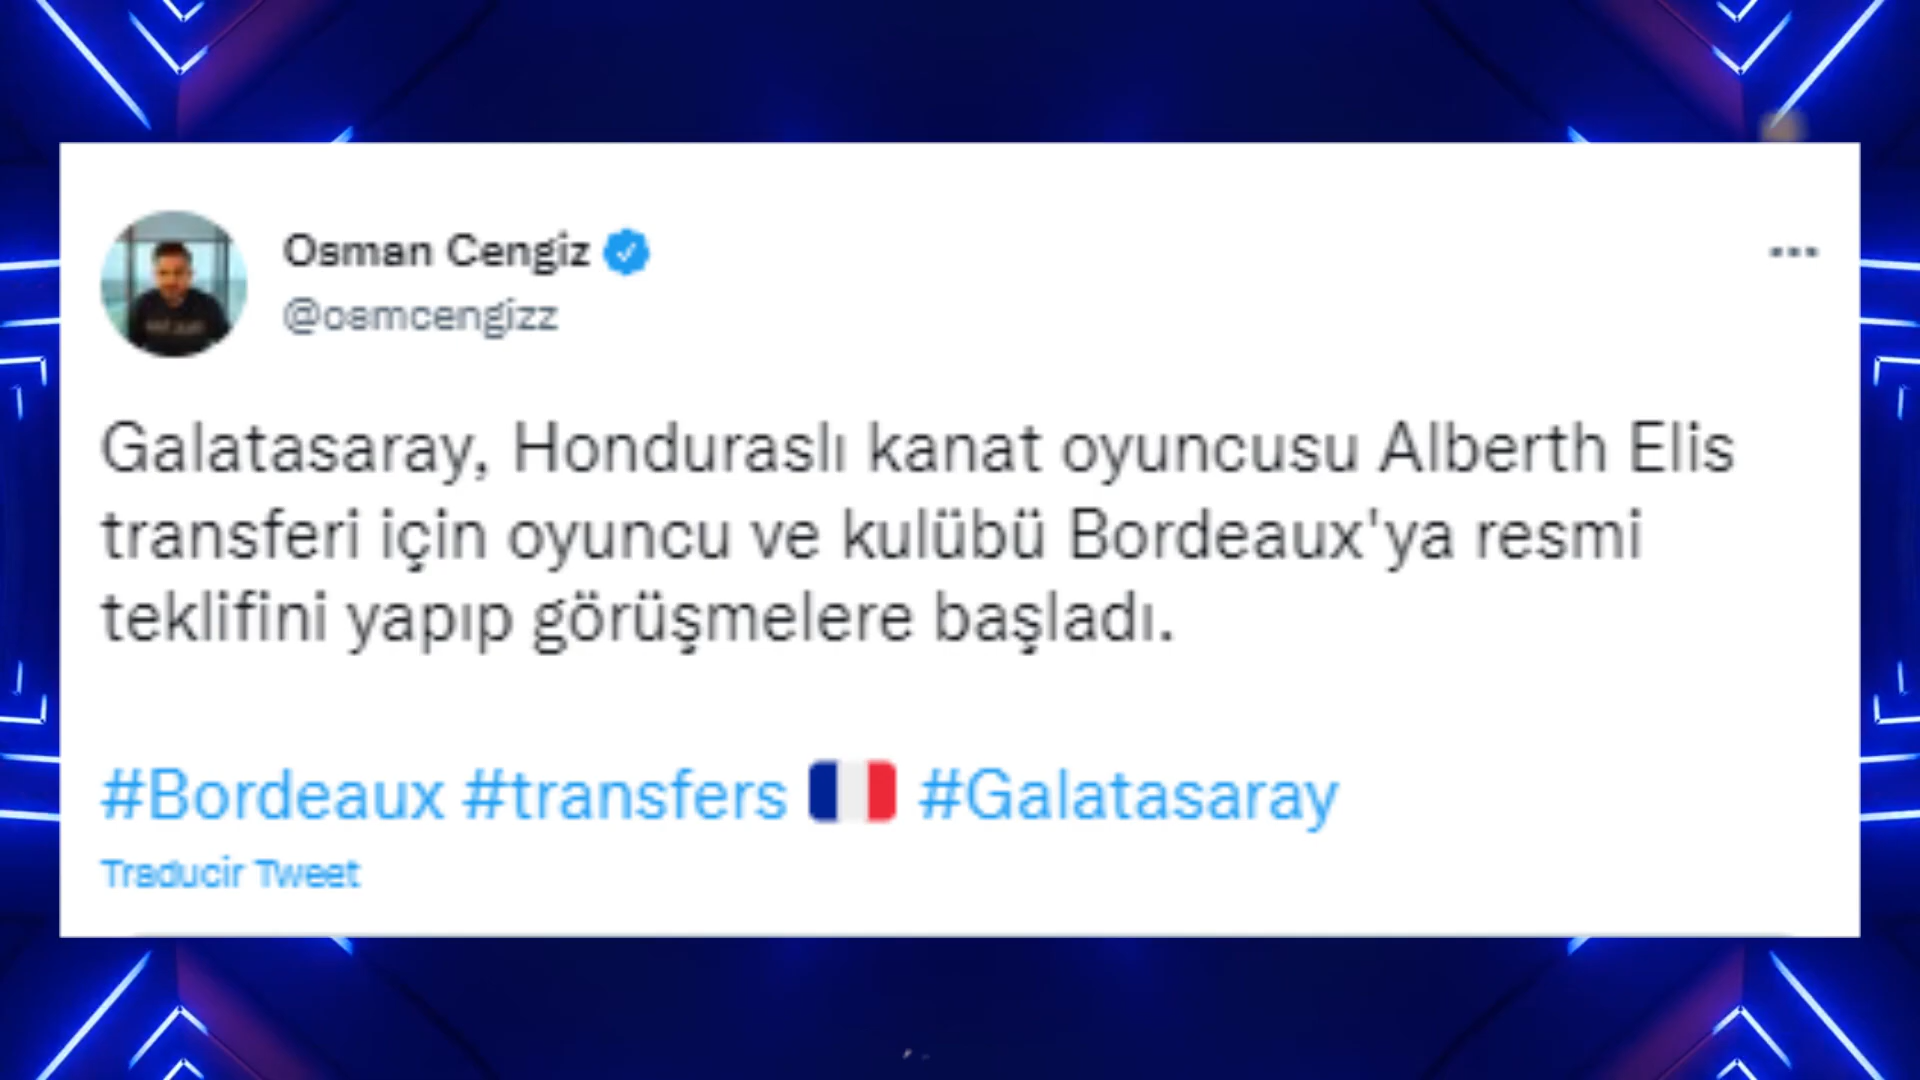 Osman Cengiz
@osmcengizz
Galatasaray, Honduraslı kanat oyuncusu Alberth Elis
transferi için oyuncu ve kulübü Bordeaux'ya resmi
teklifini yapıp görüşmelere başladı.
#Bordeaux #transfers 🇫🇷 #Galatasaray
Traducir Tweet